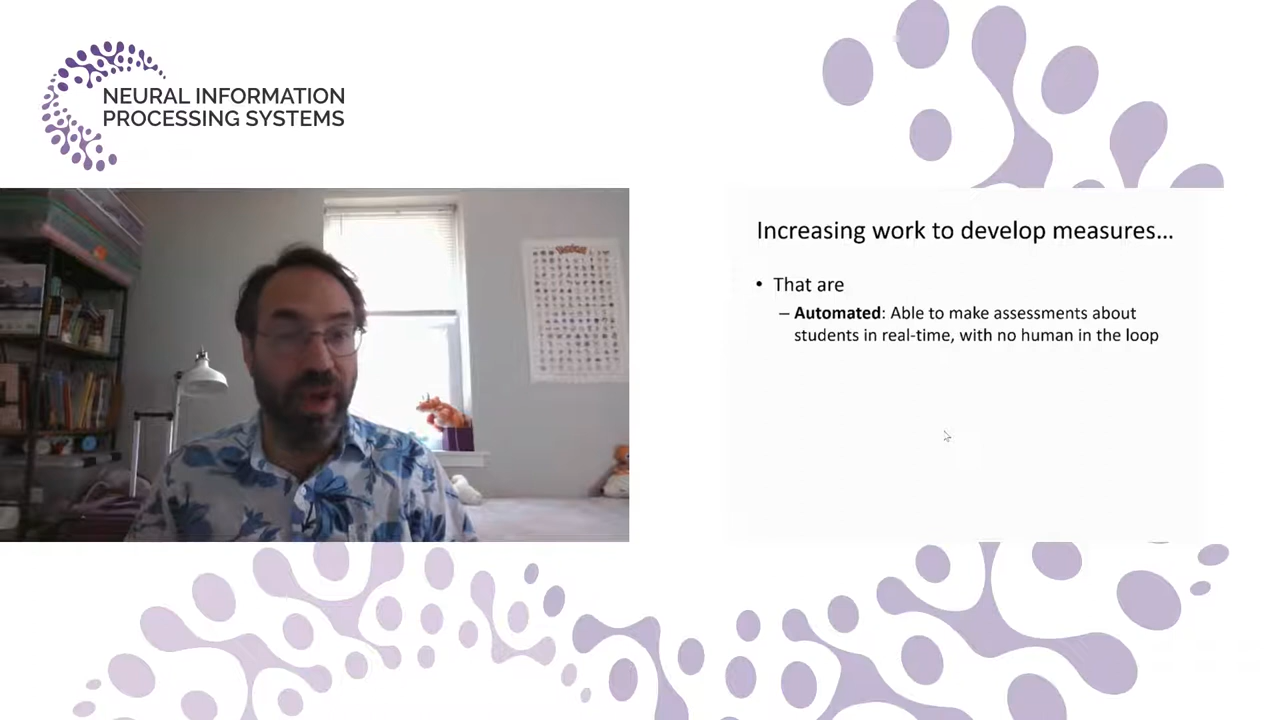 NEURAL INFORMATION
PROCESSING SYSTEMS
Increasing work to develop measures...
• That are
– Automated: Able to make assessments about
students in real-time, with no human in the loop